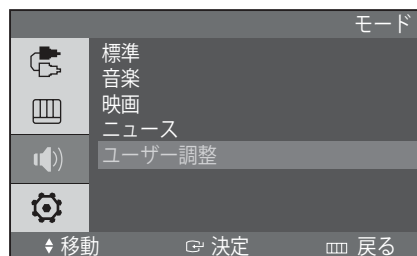 モード
標準
音楽
映画
ニュース
ユーザー調整
移動 決定 戻る